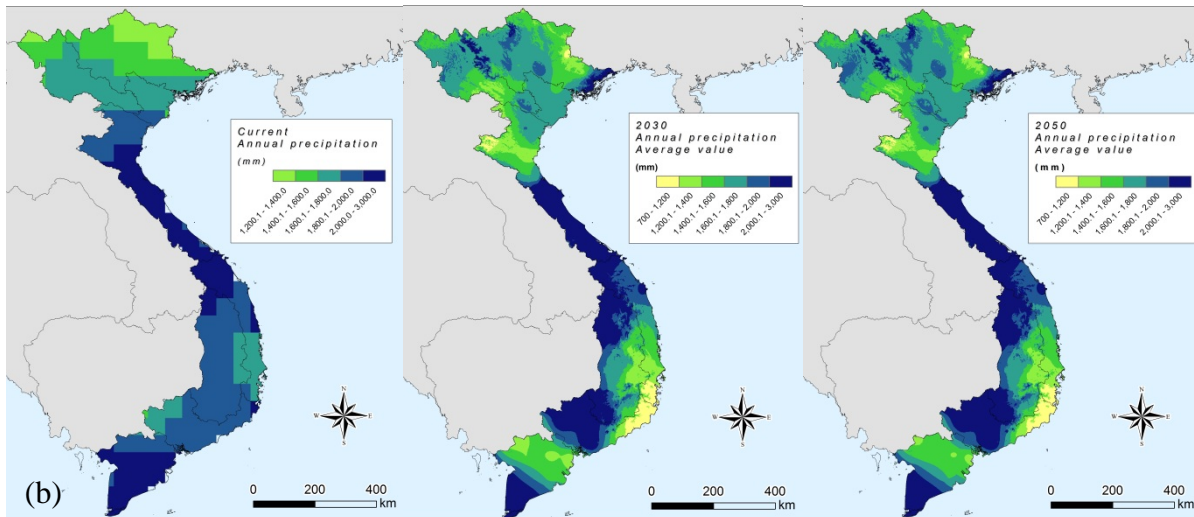 Current
Annual precipitation
(mm)
1,200.1 - 1,400.0
1,400.1 - 1,600.0
1,600.1 - 1,800.0
1,800.1 - 2,000.0
2,000.0 - 3,000.0
N
W E
S
0 200 400
km
(b)
2030
Annual precipitation
Average value
(mm)
700 - 1,200
1,200.1 - 1,400
1,400.1 - 1,600
1,600.1 - 1,800
1,800.1 - 2,000
2,000.1 - 3,000
N
W E
S
0 200 400
km
2050
Annual precipitation
Average value
(mm)
700 - 1,200
1,200.1 - 1,400
1,400.1 - 1,600
1,600.1 - 1,800
1,800.1 - 2,000
2,000.1 - 3,000
N
W E
S
0 200 400
km